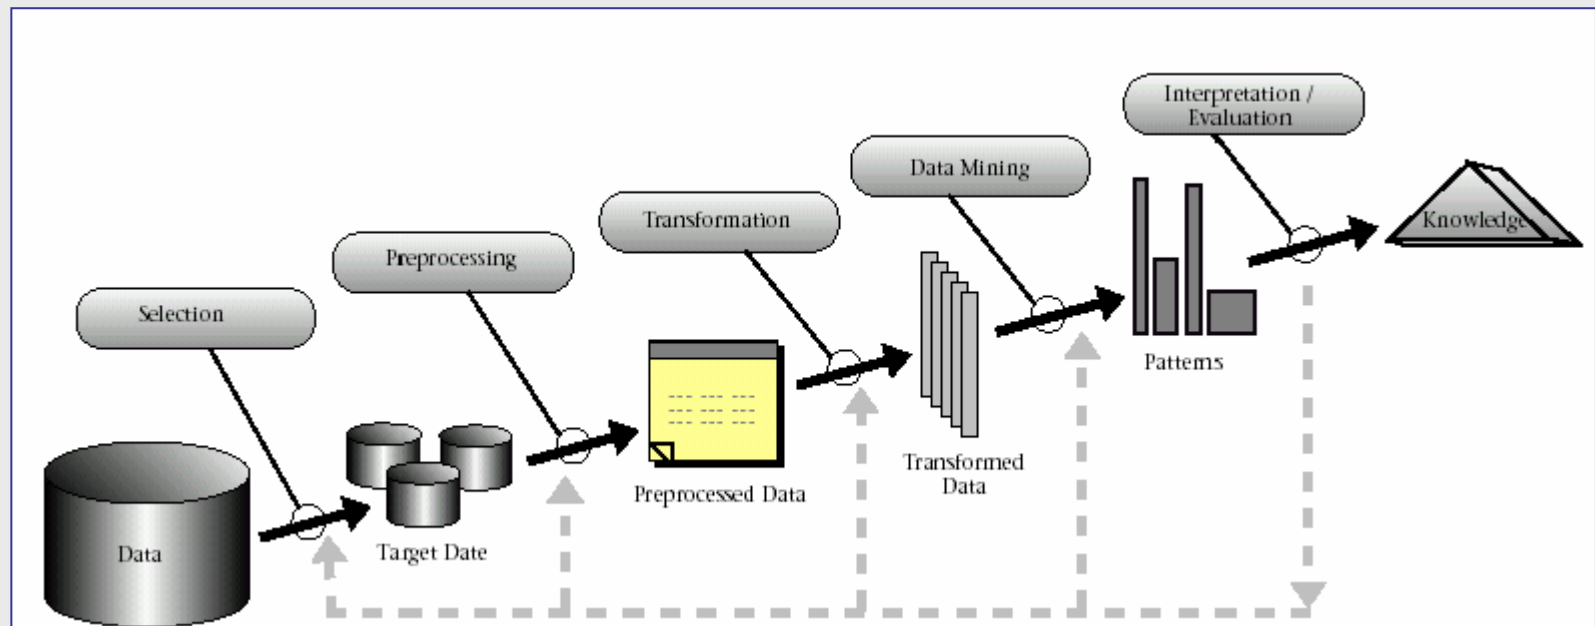 Interpretation /
Evaluation
Data Mining
Transformation
Preprocessing
Selection
Knowledge
Patterns
Transformed
Data
Preprocessed Data
Target Date
Data